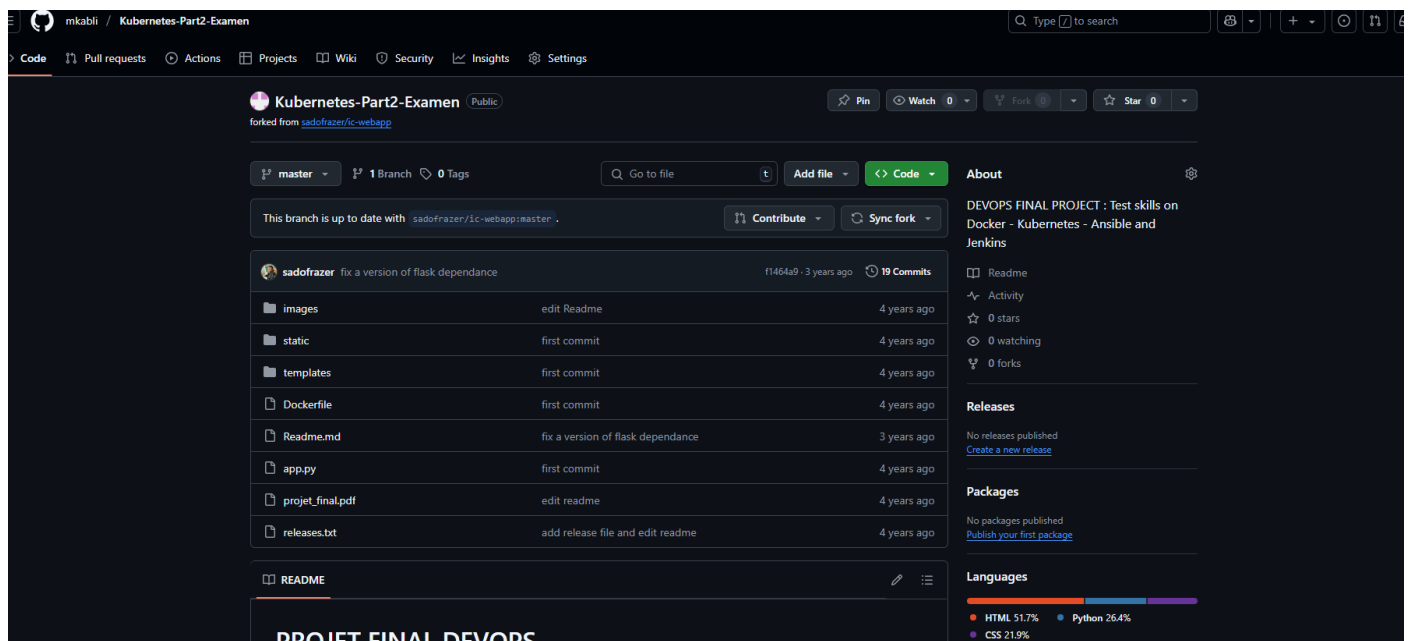 mkabli / Kubernetes-Part2-Examen
Type / to search
Code Pull requests Actions Projects Wiki Security Insights Settings
Kubernetes-Part2-Examen Public
Pin Watch 0 Fork 0 Star 0
forked from sadofrazer/ic-webapp
master 1 Branch 0 Tags Go to file t Add file Code
This branch is up to date with sadofrazer/ic-webapp:master . Contribute Sync fork
sadofrazer fix a version of flask dependance f1464a9 · 3 years ago 19 Commits
images edit Readme 4 years ago
static first commit 4 years ago
templates first commit 4 years ago
Dockerfile first commit 4 years ago
Readme.md fix a version of flask dependance 3 years ago
app.py first commit 4 years ago
projet_final.pdf edit readme 4 years ago
releases.txt add release file and edit readme 4 years ago
README
PROJET FINAL DEVOPS
About
DEVOPS FINAL PROJECT : Test skills on
Docker - Kubernetes - Ansible and
Jenkins
Readme
Activity
0 stars
0 watching
0 forks
Releases
No releases published
Create a new release
Packages
No packages published
Publish your first package
Languages
HTML 51.7% Python 26.4%
CSS 21.9%